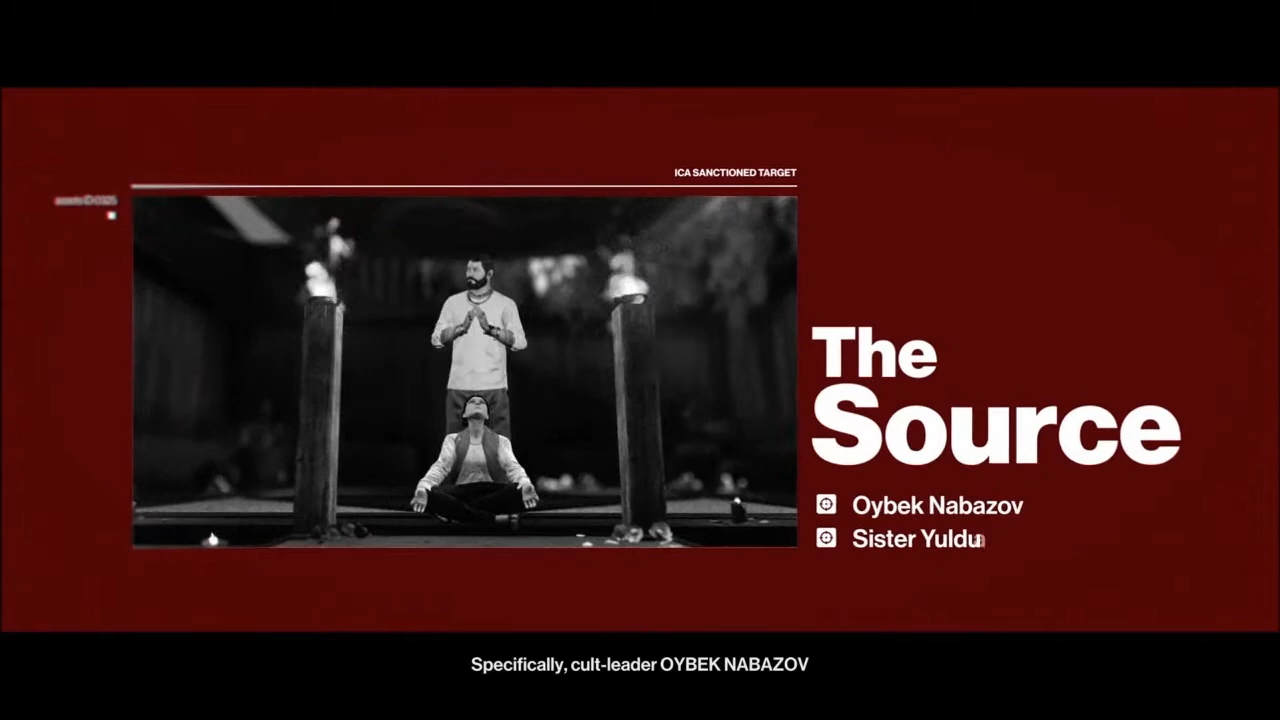 ICA SANCTIONED TARGET
The
Source
Oybek Nabazov
Sister Yuldu
Specifically, cult-leader OYBEK NABAZOV